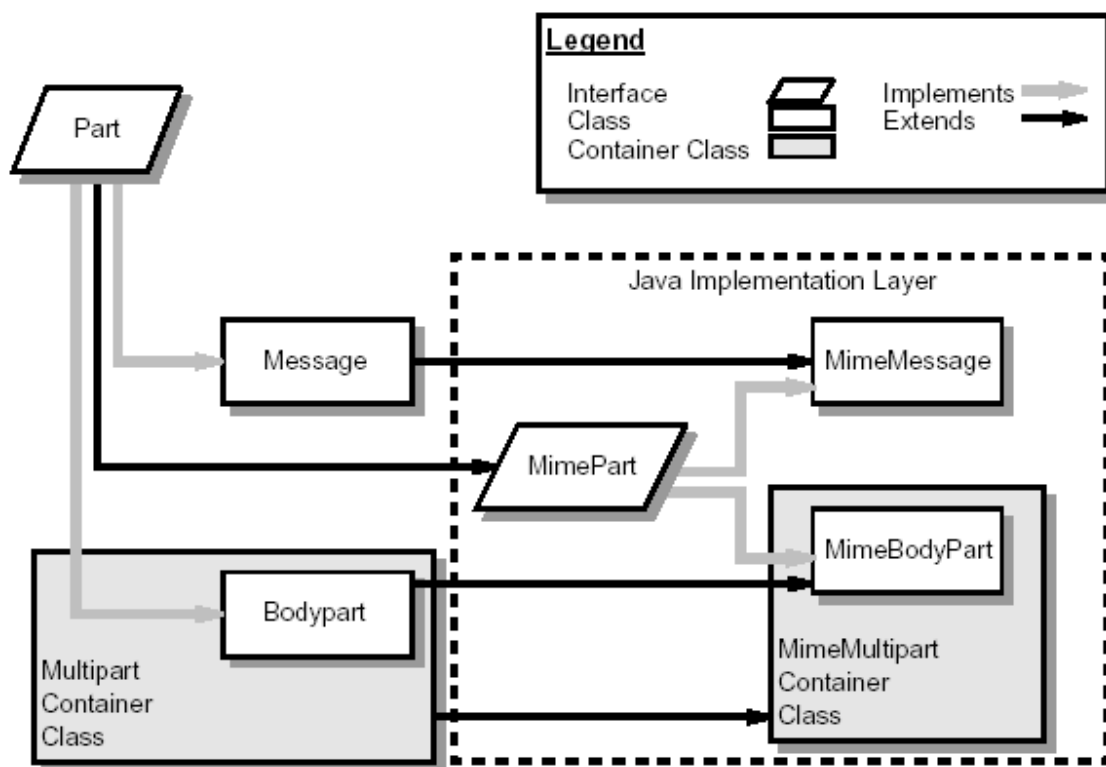 Legend
Interface
Implements
Class
Extends
Container Class
Part
Java Implementation Layer
Message
MimeMessage
MimePart
MimeBodyPart
Bodypart
Multipart
Container
Class
MimeMultipart
Container
Class